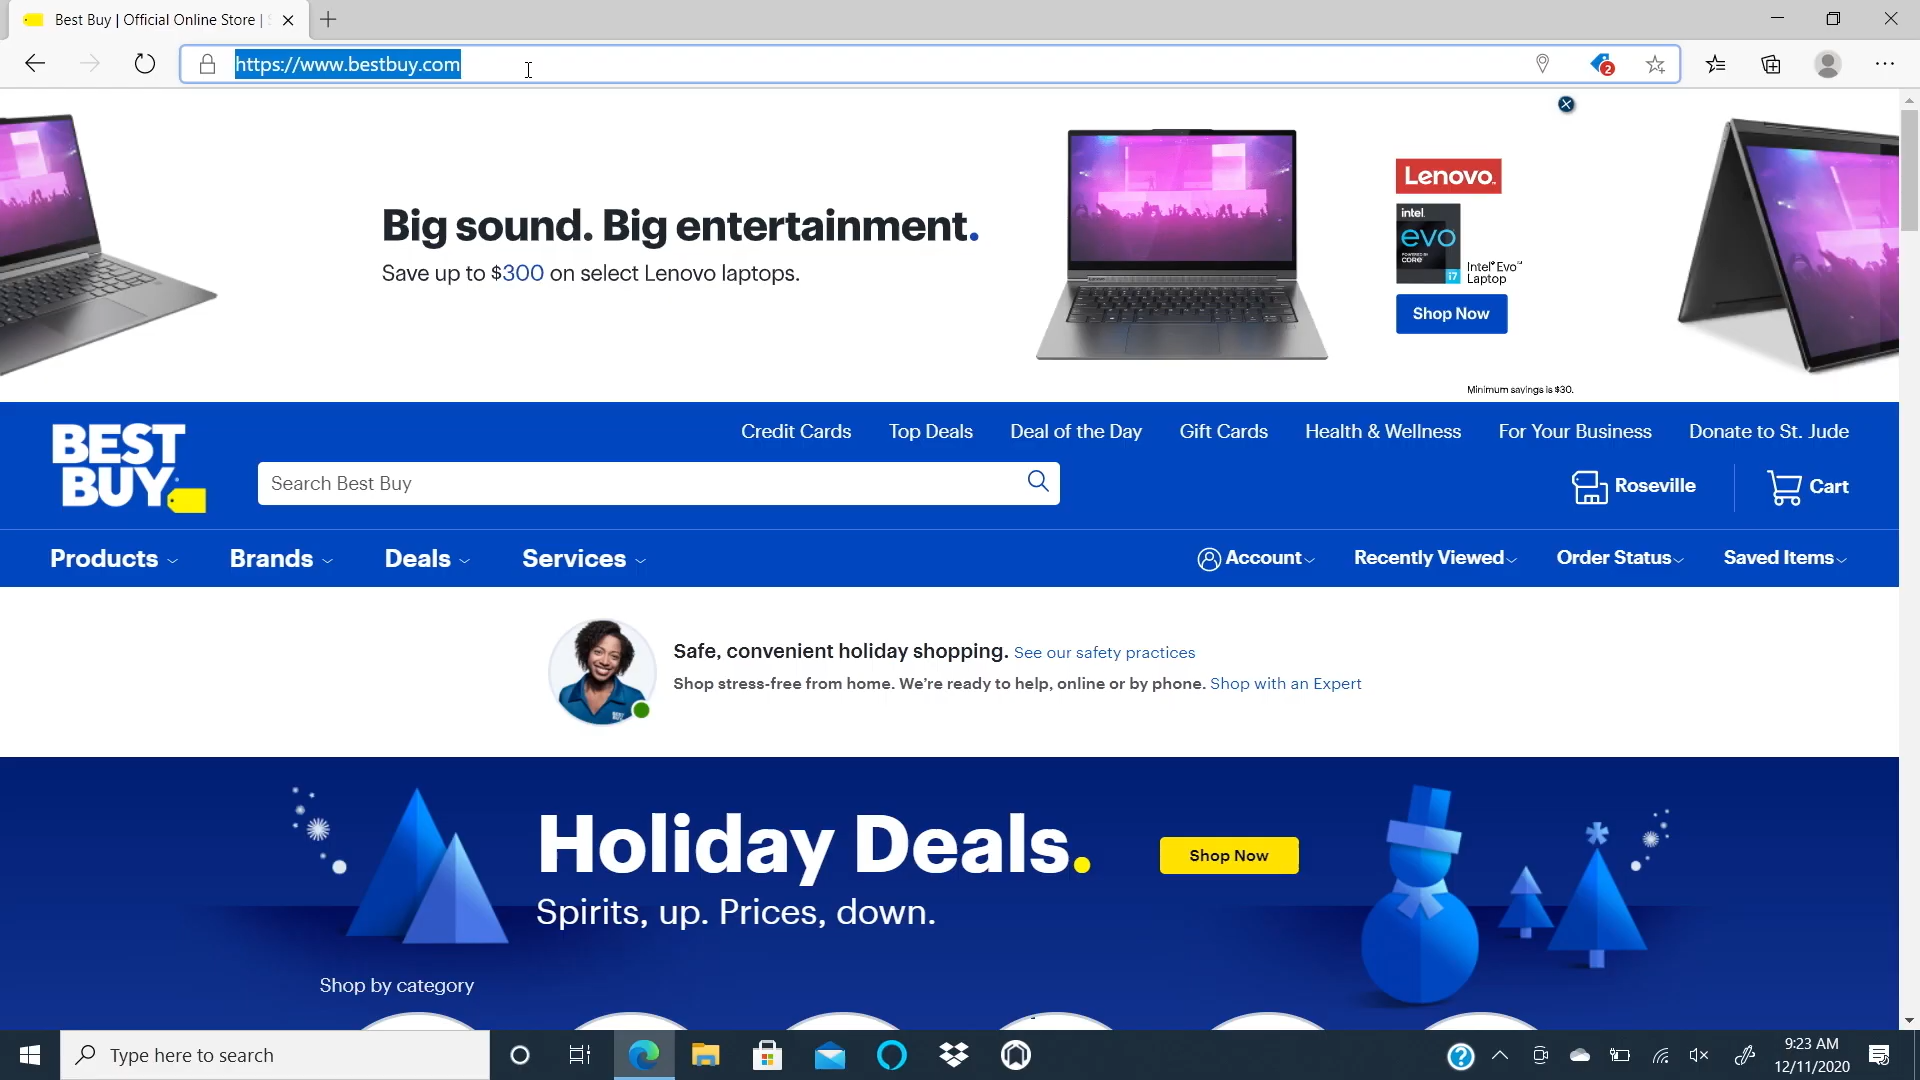 Best Buy | Official Online Store |
https://www.bestbuy.com
2
Big sound. Big entertainment.
Save up to $300 on select Lenovo laptops.
Lenovo
intel
evo
POWERED BY
CORE
i7
Intel® Evo™
Laptop
Shop Now
Minimum savings is $30.
BEST
BUY
Credit Cards
Top Deals
Deal of the Day
Gift Cards
Health & Wellness
For Your Business
Donate to St. Jude
Search Best Buy
Roseville
Cart
Products
Brands
Deals
Services
Account
Recently Viewed
Order Status
Saved Items
Safe, convenient holiday shopping. See our safety practices
Shop stress-free from home. We're ready to help, online or by phone. Shop with an Expert
Holiday Deals.
Shop Now
Spirits, up. Prices, down.
Shop by category
Type here to search
9:23 AM
12/11/2020